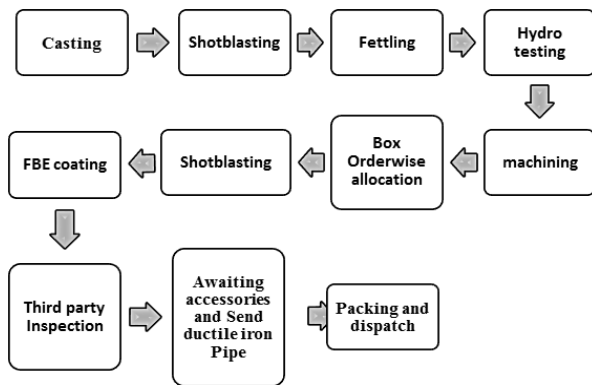 Casting
Shotblasting
Fettling
Hydro
testing
machining
Box
Orderwise
allocation
Shotblasting
FBE coating
Third party
Inspection
Awaiting
accessories
and Send
ductile iron
Pipe
Packing and
dispatch